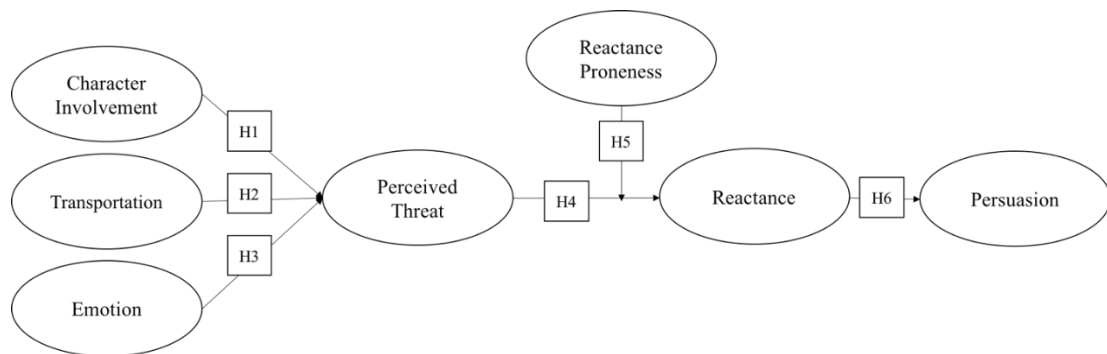 Character
Involvement
H1
Transportation
H2
Emotion
H3
Perceived
Threat
H4
Reactance
Proneness
H5
Reactance
H6
Persuasion